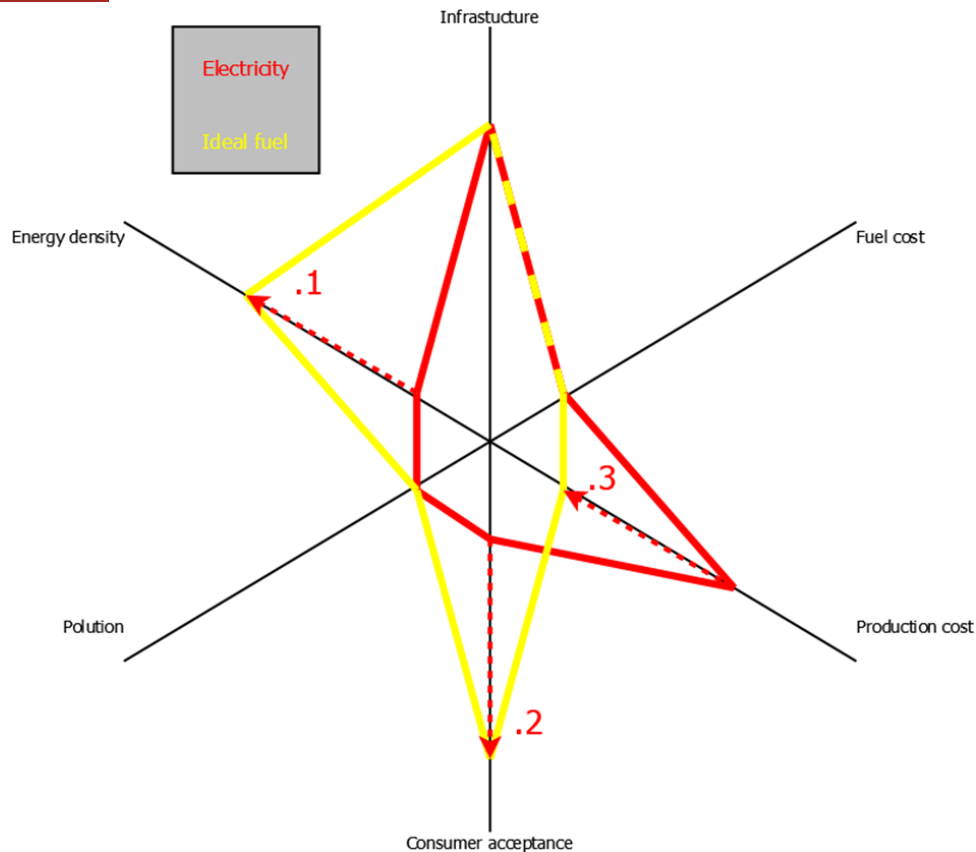 Infrastucture
Electricity
Ideal fuel
Energy density
Fuel cost
.1
.3
Polution
Production cost
.2
Consumer acceptance